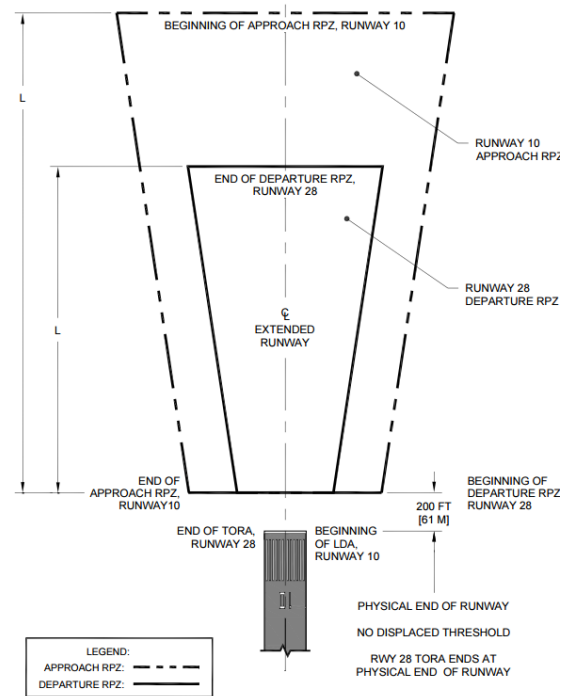 BEGINNING OF APPROACH RPZ, RUNWAY 10
L
RUNWAY 10
APPROACH RPZ
END OF DEPARTURE RPZ,
RUNWAY 28
RUNWAY 28
DEPARTURE RPZ
L
℄
EXTENDED
RUNWAY
END OF
APPROACH RPZ,
RUNWAY10
BEGINNING OF
DEPARTURE RPZ
RUNWAY 28
200 FT
[61 M]
END OF TORA,
RUNWAY 28
BEGINNING
OF LDA,
RUNWAY 10
PHYSICAL END OF RUNWAY
NO DISPLACED THRESHOLD
RWY 28 TORA ENDS AT
PHYSICAL END OF RUNWAY
LEGEND:
APPROACH RPZ:
DEPARTURE RPZ: